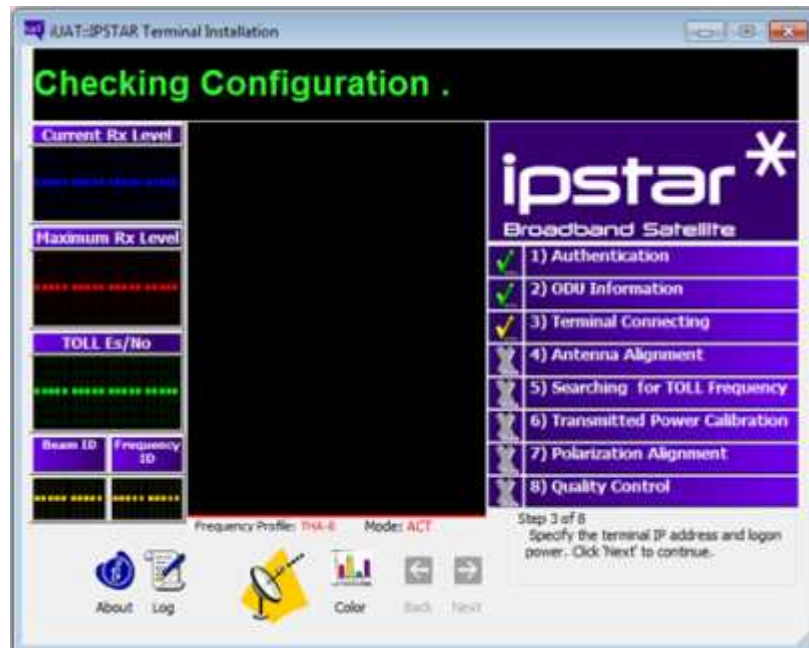 iUAT::IPSTAR Terminal Installation
Checking Configuration .
Current Rx Level
Maximum Rx Level
TOLL Es/No
Beam ID
Frequency ID
ipstar
Broadband Satellite
1) Authentication
2) ODU Information
3) Terminal Connecting
4) Antenna Alignment
5) Searching for TOLL Frequency
6) Transmitted Power Calibration
7) Polarization Alignment
8) Quality Control
Frequency Profile: THA-8 Mode: ACT
Step 3 of 8
Specify the terminal IP address and logon
power. Click 'Next' to continue.
About
Log
Color
Back
Next